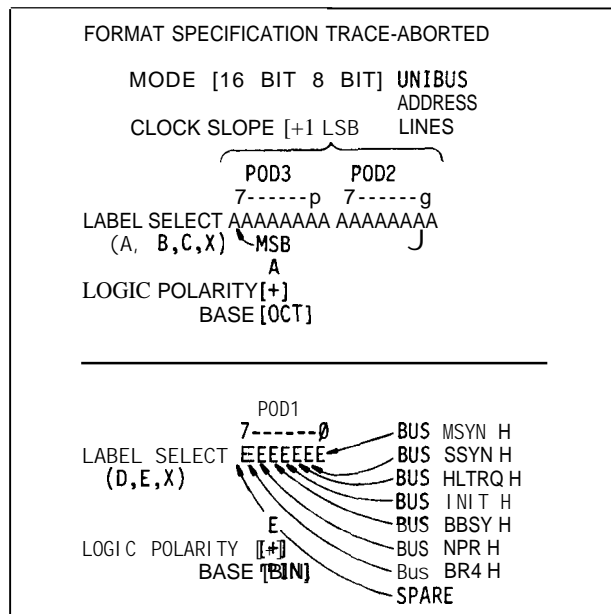 FORMAT SPECIFICATION TRACE-ABORTED
MODE [16 BIT 8 BIT] UNIBUS
ADDRESS
CLOCK SLOPE [+1 LSB LINES
POD3 POD2
7------p 7------g
LABEL SELECT AAAAAAAA AAAAAAAA
(A, B,C,X) MSB
A
LOGIC POLARITY[+]
BASE [OCT]
POD1
7------0
LABEL SELECT EEEEEEE
(D,E,X)
E
LOGIC POLARITY [+]
BASE [BIN]
BUS MSYN H
BUS SSYN H
BUS HLTRQ H
BUS INIT H
BUS BBSY H
BUS NPR H
Bus BR4 H
SPARE